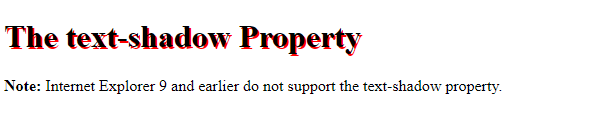 The text-shadow Property
Note: Internet Explorer 9 and earlier do not support the text-shadow property.